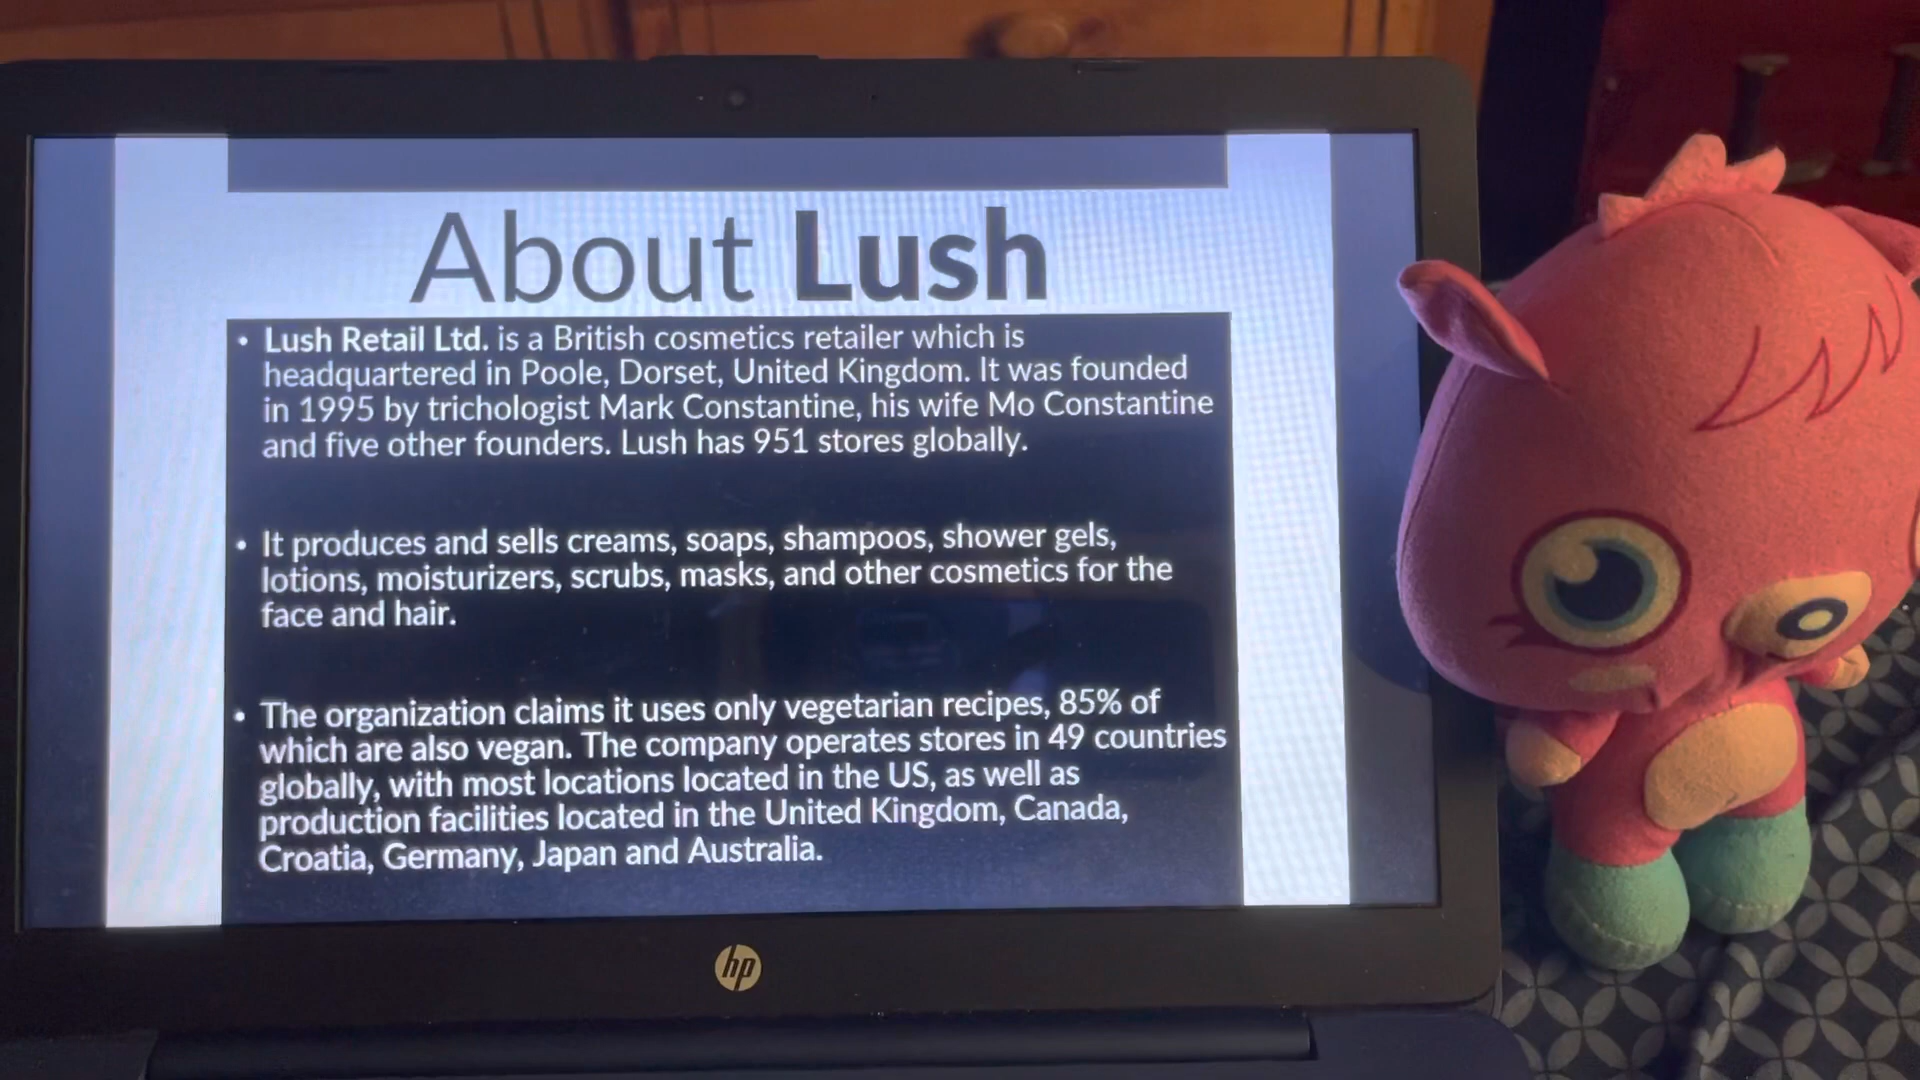 About Lush
• Lush Retail Ltd. is a British cosmetics retailer which is
headquartered in Poole, Dorset, United Kingdom. It was founded
in 1995 by trichologist Mark Constantine, his wife Mo Constantine
and five other founders. Lush has 951 stores globally.
• It produces and sells creams, soaps, shampoos, shower gels,
lotions, moisturizers, scrubs, masks, and other cosmetics for the
face and hair.
• The organization claims it uses only vegetarian recipes, 85% of
which are also vegan. The company operates stores in 49 countries
globally, with most locations located in the US, as well as
production facilities located in the United Kingdom, Canada,
Croatia, Germany, Japan and Australia.
hp